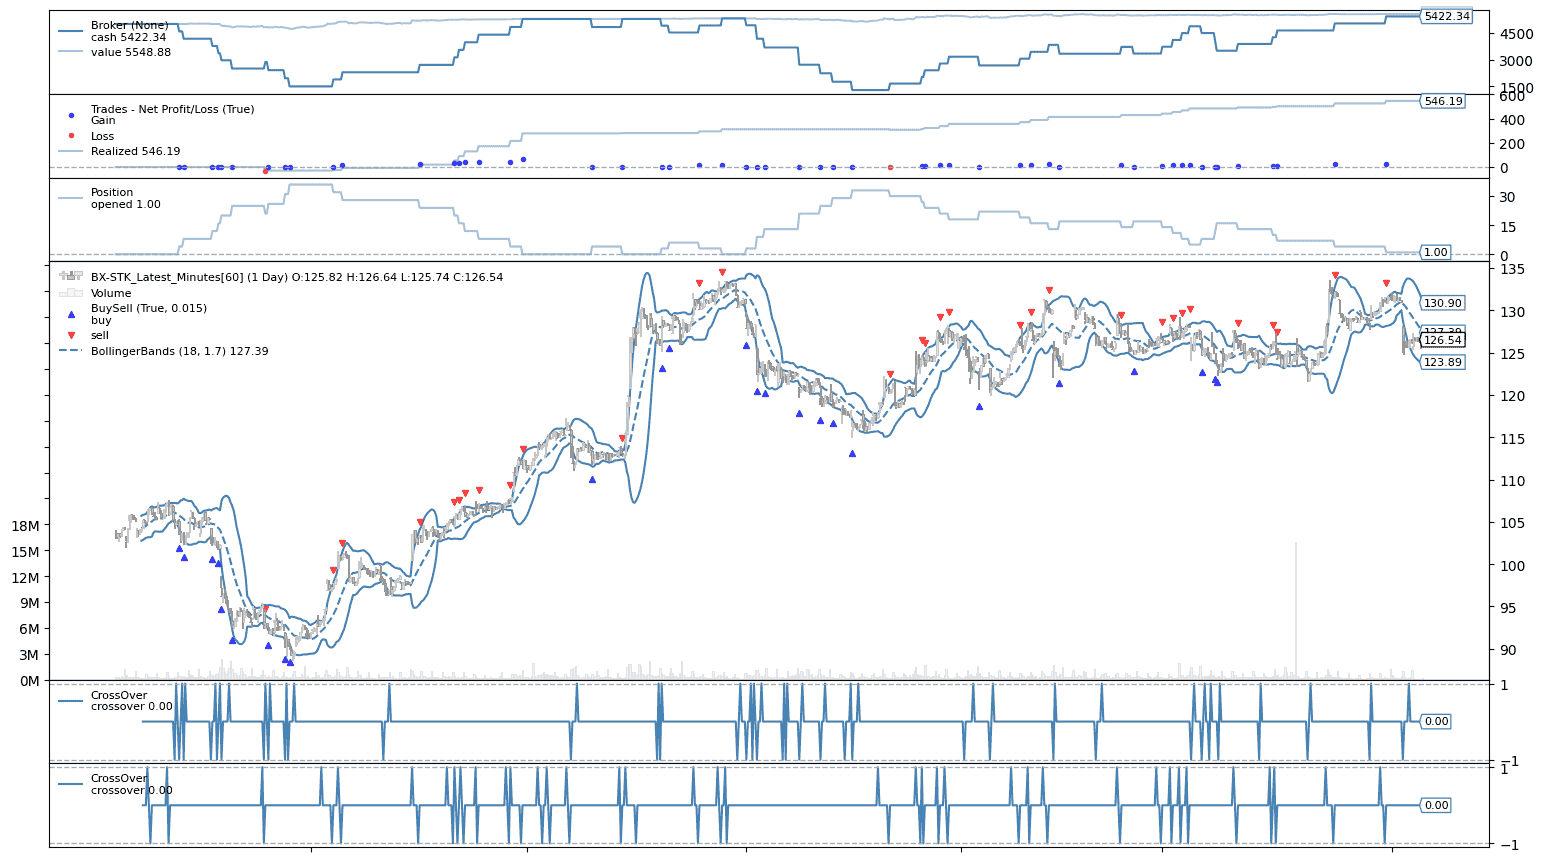 Broker (None)
cash 5422.34
value 5548.88
5422.34
4500
3000
1500
Trades - Net Profit/Loss (True)
Gain
Loss
Realized 546.19
600
546.19
400
200
0
Position
opened 1.00
30
15
1.00
0
BX-STK_Latest_Minutes[60] (1 Day) O:125.82 H:126.64 L:125.74 C:126.54
Volume
BuySell (True, 0.015)
buy
sell
BollingerBands (18, 1.7) 127.39
135
130.90
130
127.39
126.54
125
123.89
120
115
110
105
100
95
90
18M
15M
12M
9M
6M
3M
0M
CrossOver
crossover 0.00
1
0.00
−1
CrossOver
crossover 0.00
1
0.00
−1